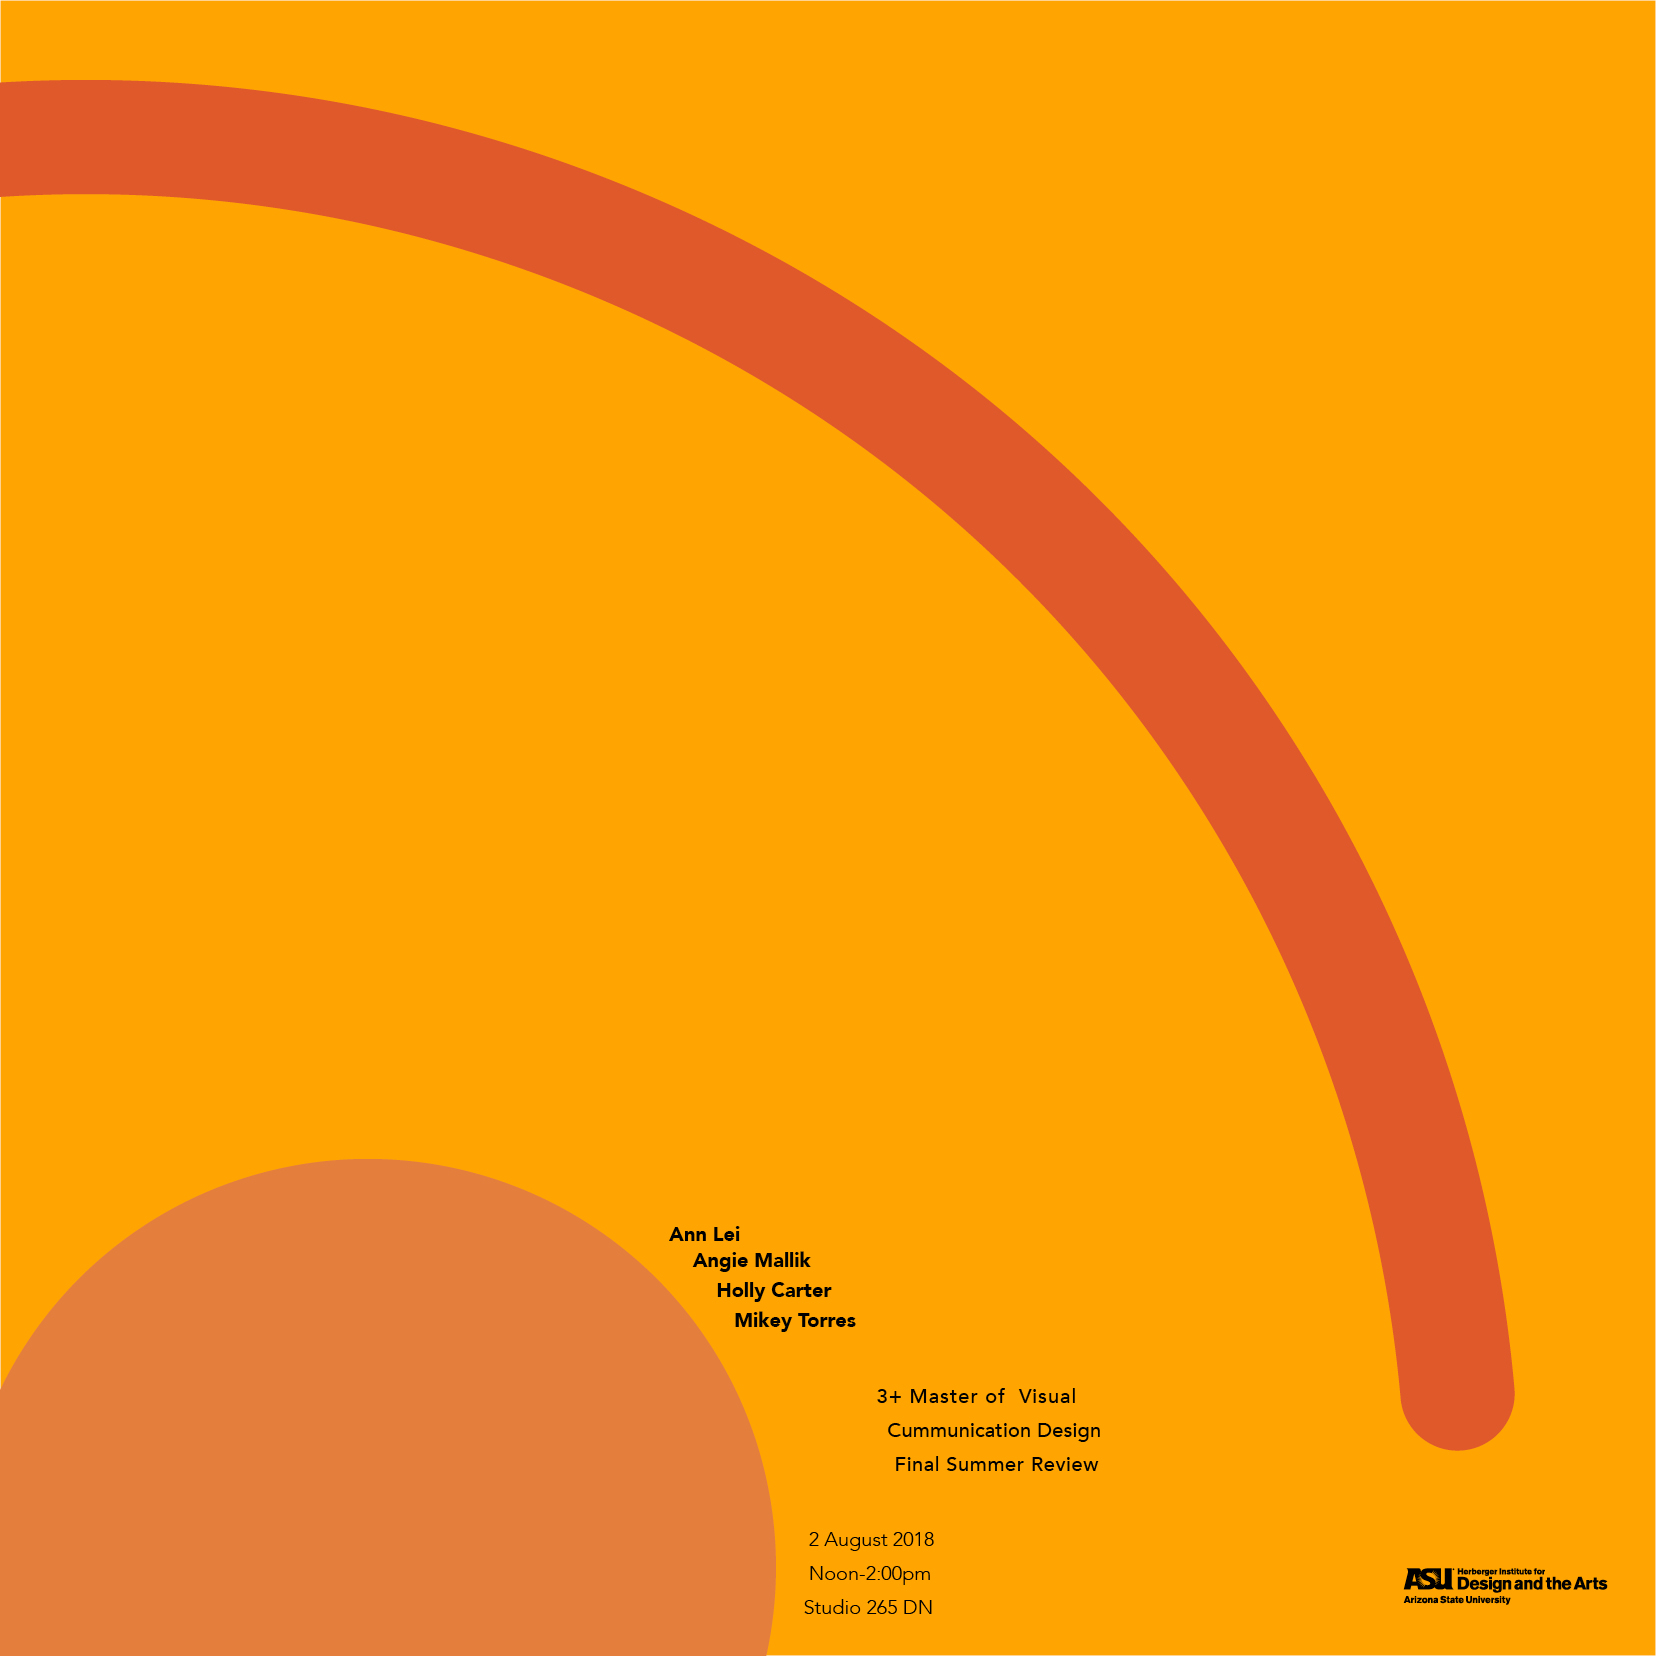 Ann Lei
Angie Mallik
Holly Carter
Mikey Torres
3+ Master of  Visual
Cummunication Design
Final Summer Review
2 August 2018
Noon-2:00pm
Studio 265 DN
ASU Herberger Institute for
Design and the Arts
Arizona State University